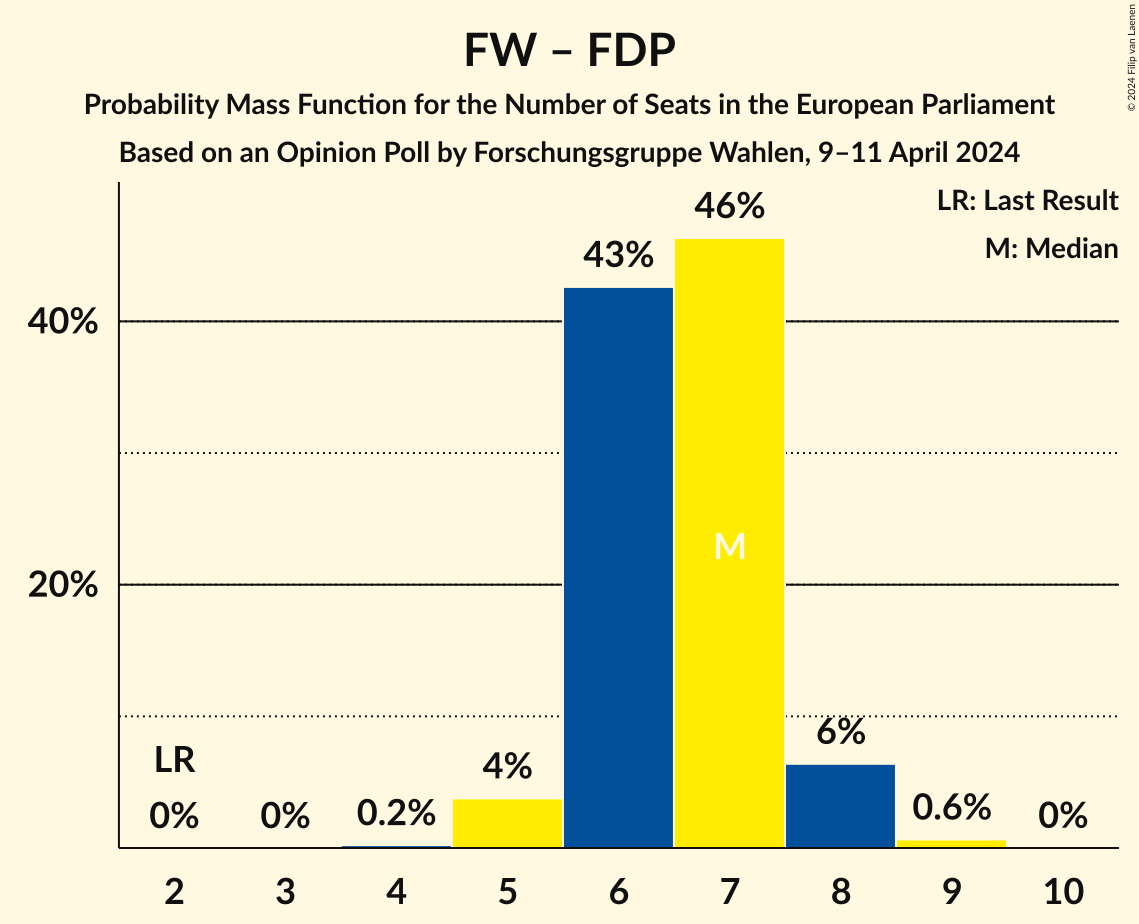 FW – FDP
Probability Mass Function for the Number of Seats in the European Parliament
Based on an Opinion Poll by Forschungsgruppe Wahlen, 9–11 April 2024
© 2024 Filip van Laenen
LR: Last Result
M: Median
46%
43%
40%
M
20%
6%
LR
4%
0%
0%
0.2%
0.6%
0%
2 3 4 5 6 7 8 9 10